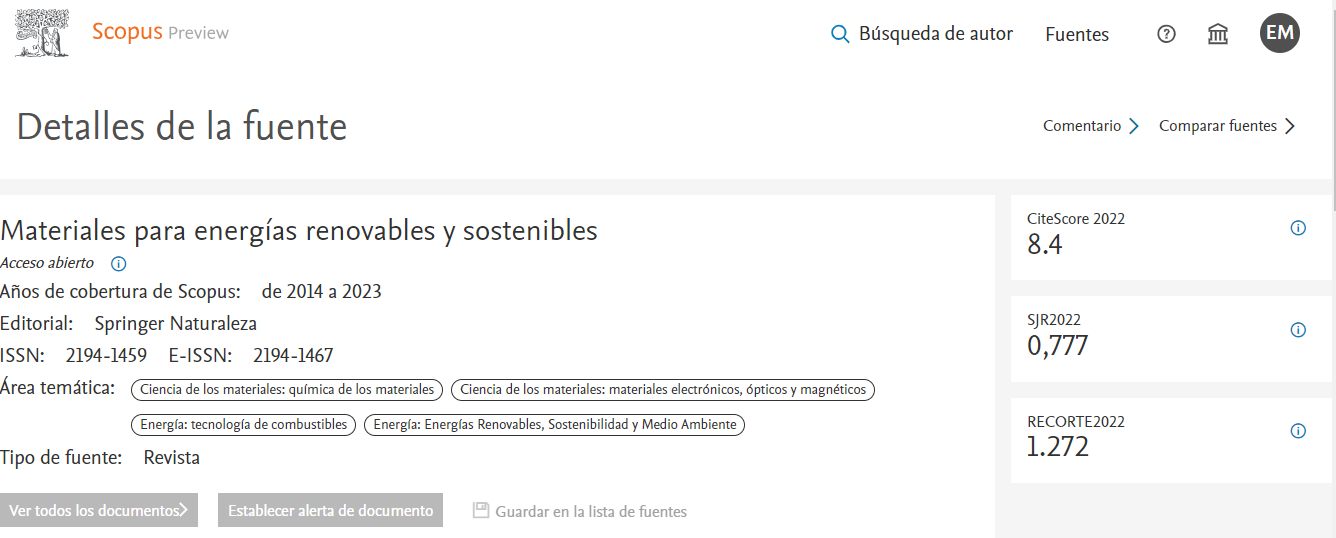 Scopus Preview
Búsqueda de autor
Fuentes
EM
Detalles de la fuente
Comentario
Comparar fuentes
Materiales para energías renovables y sostenibles
Acceso abierto
Años de cobertura de Scopus: de 2014 a 2023
Editorial: Springer Naturaleza
ISSN: 2194-1459 E-ISSN: 2194-1467
Área temática: Ciencia de los materiales: química de los materiales Ciencia de los materiales: materiales electrónicos, ópticos y magnéticos
Energía: tecnología de combustibles Energía: Energías Renovables, Sostenibilidad y Medio Ambiente
Tipo de fuente: Revista
Ver todos los documentos
Establecer alerta de documento
Guardar en la lista de fuentes
CiteScore 2022
8.4
SJR2022
0,777
RECORTE2022
1.272